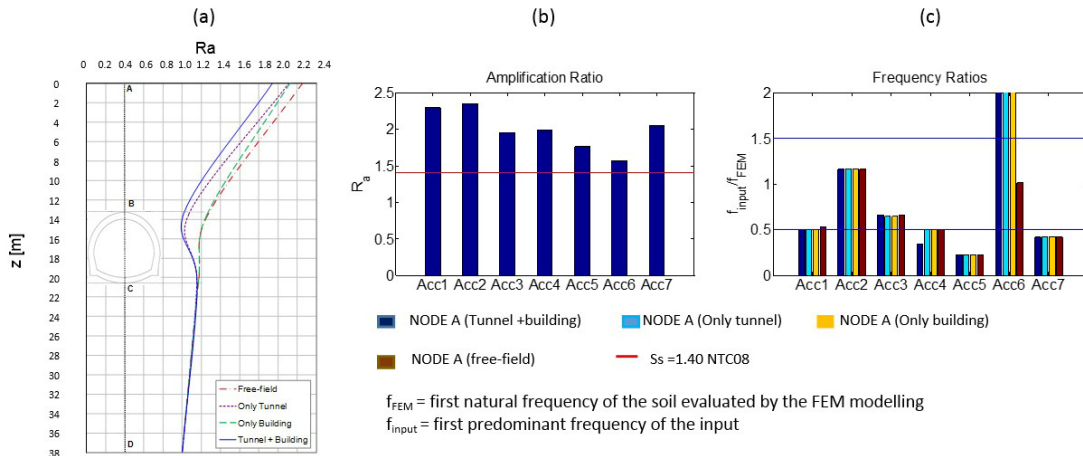 (a)
Ra
0 0.2 0.4 0.6 0.8 1.0 1.2 1.4 1.6 1.8 2.0 2.2 2.4
z [m]
0
2
4
6
8
10
12
14
16
18
20
22
24
26
28
30
32
34
36
38
A
B
C
D
Free-field
Only Tunnel
Only Building
Tunnel + Building
(b)
Amplification Ratio
Ra
2.5
2
1.5
1
0.5
0
Acc1 Acc2 Acc3 Acc4 Acc5 Acc6 Acc7
(c)
Frequency Ratios
finput/fFEM
2
1.5
1
0.5
0
Acc1 Acc2 Acc3 Acc4 Acc5 Acc6 Acc7
NODE A (Tunnel +building) NODE A (Only tunnel) NODE A (Only building)
NODE A (free-field) Ss =1.40 NTC08
fFEM = first natural frequency of the soil evaluated by the FEM modelling
finput = first predominant frequency of the input